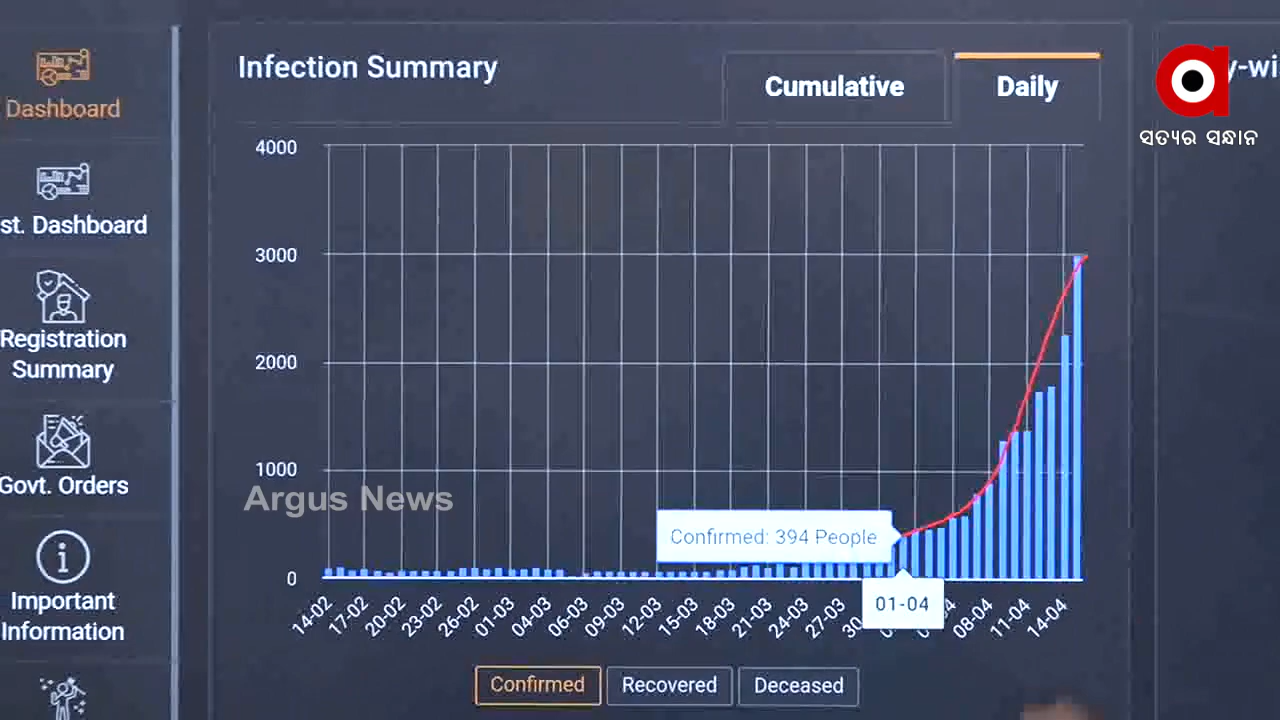 Dashboard
st. Dashboard
Registration
Summary
Govt. Orders
Important
Information
Infection Summary
Cumulative
Daily
y-wi
ସତ୍ୟର ସନ୍ଧାନ
4000
3000
2000
1000
0
Argus News
Confirmed: 394 People
01-04
14-02
17-02
20-02
23-02
26-02
01-03
04-03
06-03
09-03
12-03
15-03
18-03
21-03
24-03
27-03
08-04
11-04
14-04
Confirmed
Recovered
Deceased